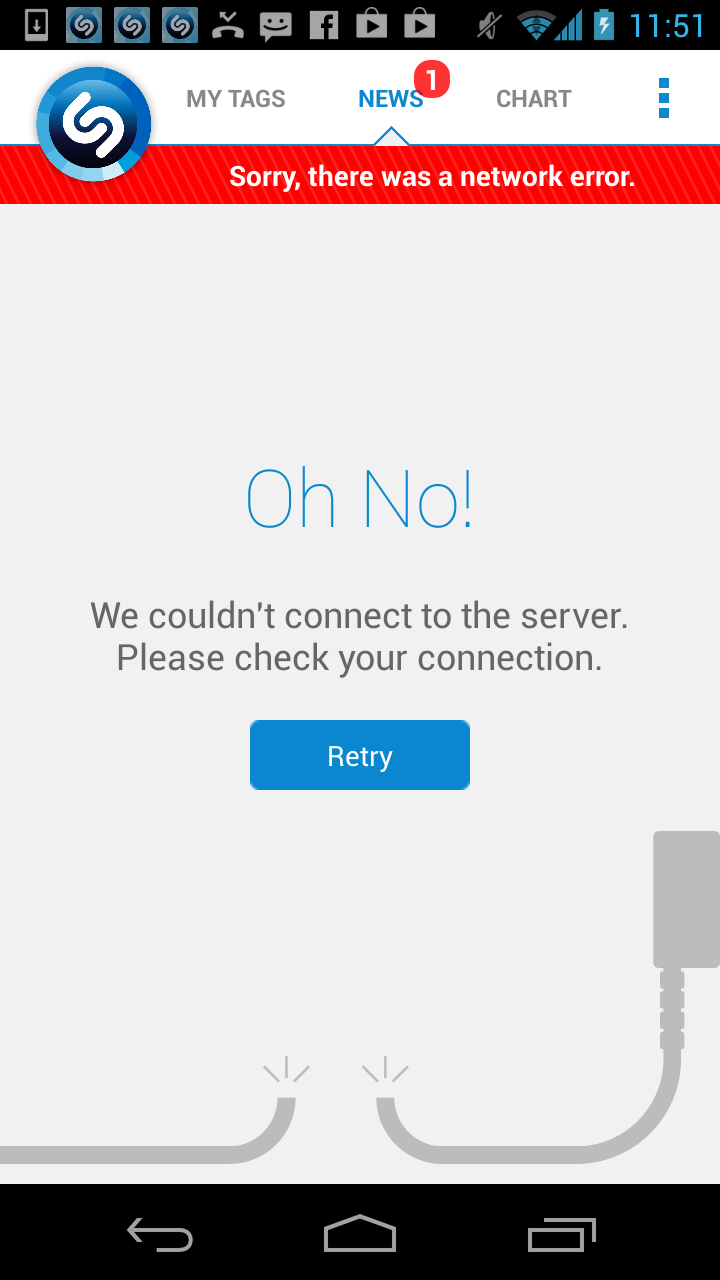 11:51
MY TAGS
NEWS
1
CHART
Sorry, there was a network error.
Oh No!
We couldn't connect to the server.
Please check your connection.
Retry